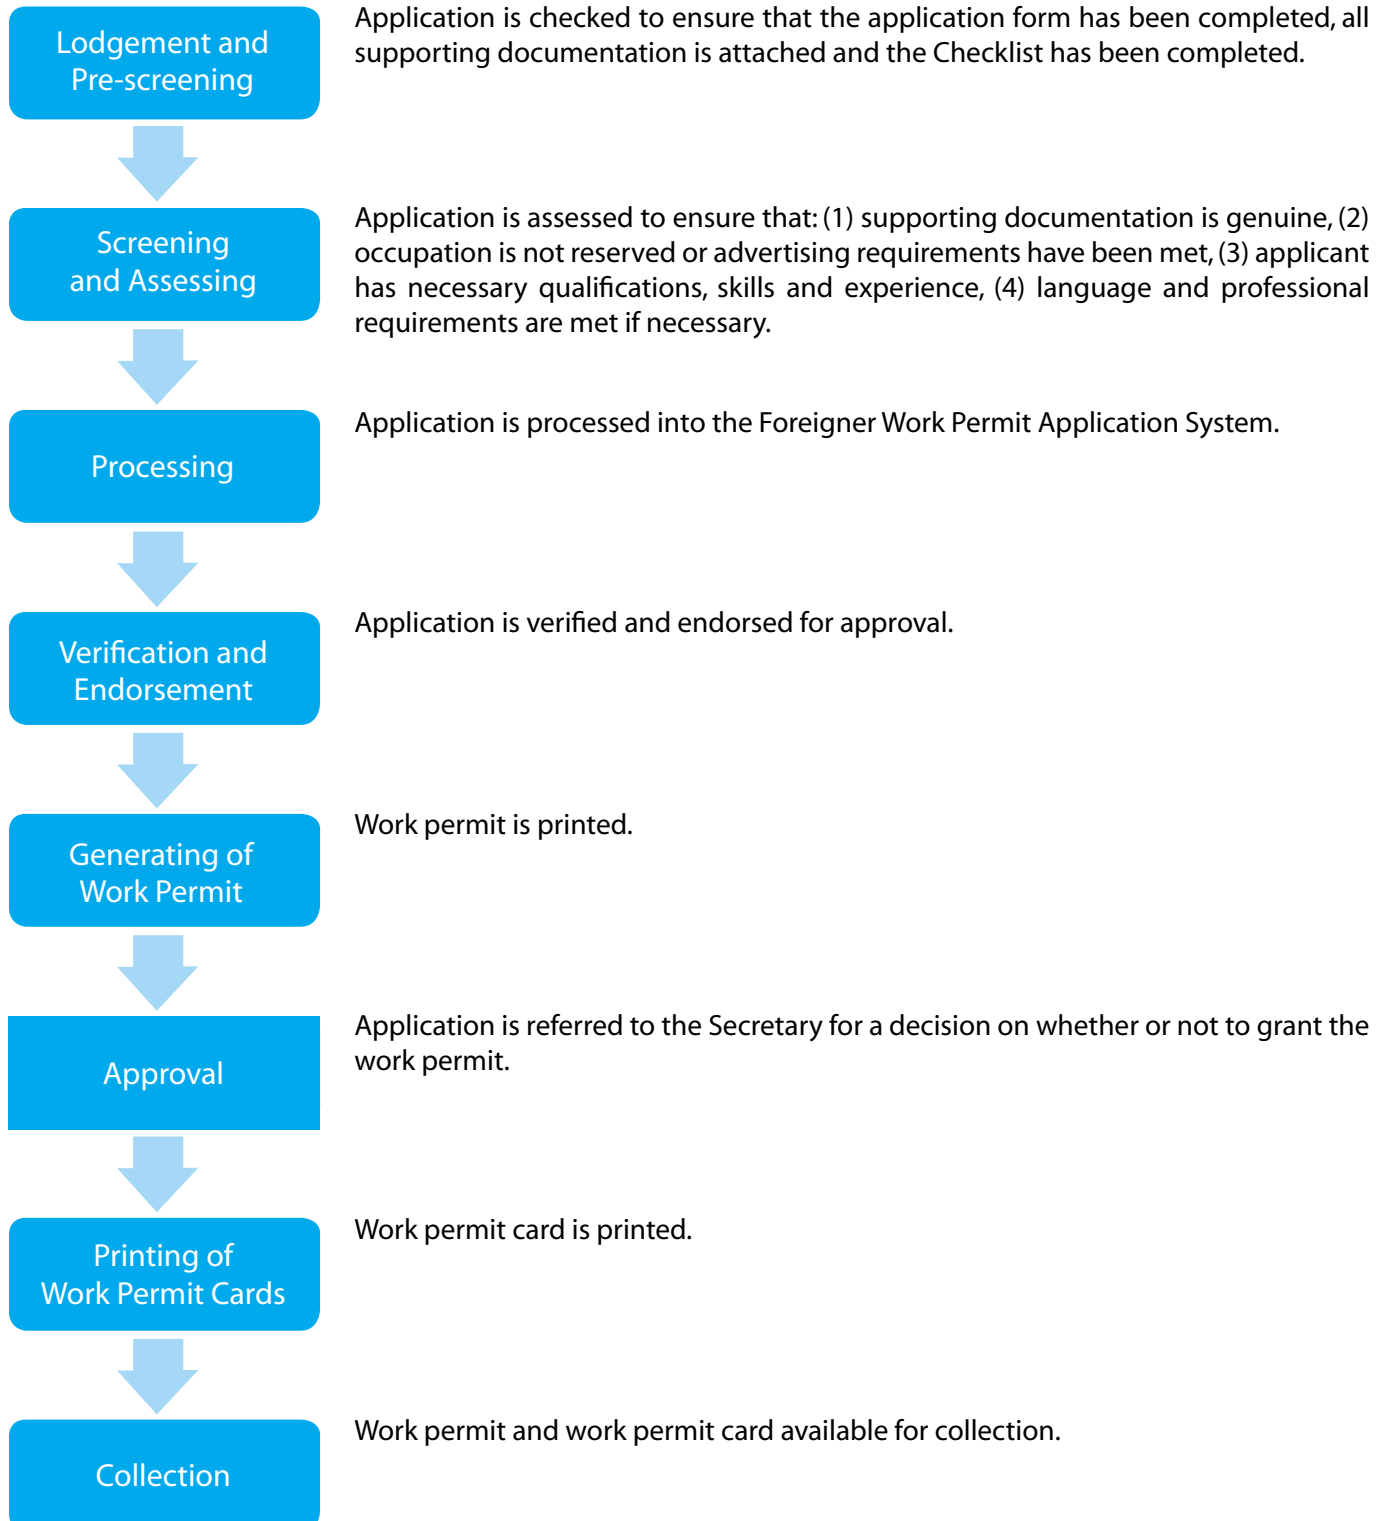 Lodgement and
Pre-screening
Application is checked to ensure that the application form has been completed, all
supporting documentation is attached and the Checklist has been completed.
Screening
and Assessing
Application is assessed to ensure that: (1) supporting documentation is genuine, (2)
occupation is not reserved or advertising requirements have been met, (3) applicant
has necessary qualifications, skills and experience, (4) language and professional
requirements are met if necessary.
Processing
Application is processed into the Foreigner Work Permit Application System.
Verification and
Endorsement
Application is verified and endorsed for approval.
Generating of
Work Permit
Work permit is printed.
Approval
Application is referred to the Secretary for a decision on whether or not to grant the
work permit.
Printing of
Work Permit Cards
Work permit card is printed.
Collection
Work permit and work permit card available for collection.